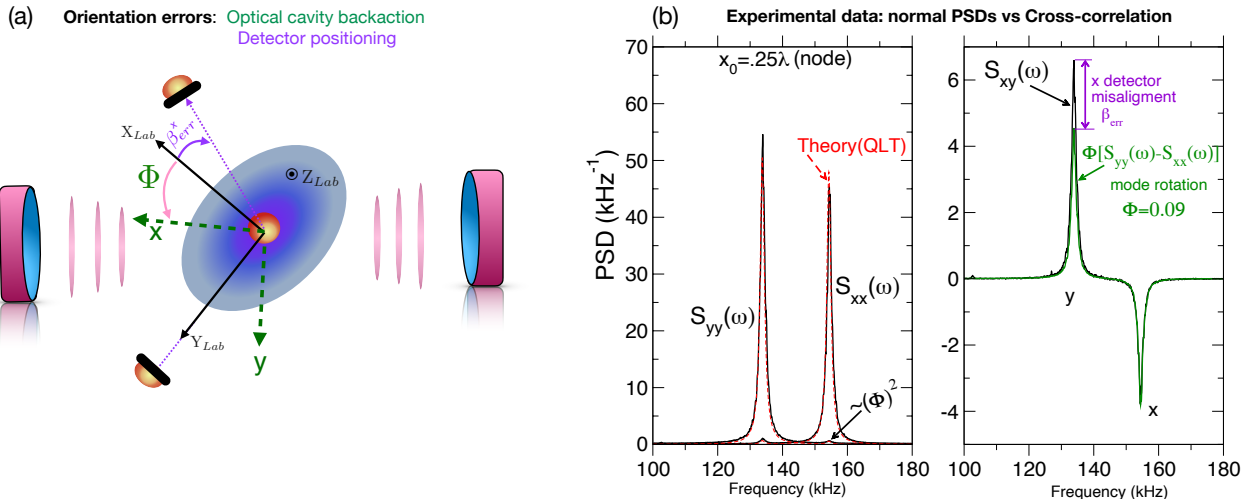 (a)
Orientation errors: Optical cavity backaction
Detector positioning
X_Lab
β^x_err
Φ
Z_Lab
x
Y_Lab
y
(b)
Experimental data: normal PSDs vs Cross-correlation
x_0=.25λ (node)
Theory(QLT)
S_yy(ω)
S_xx(ω)
~(Φ)^2
PSD (kHz^-1)
70
60
50
40
30
20
10
0
100 120 140 160 180
Frequency (kHz)
S_xy(ω)
x detector
misaligment
β_err
Φ[S_yy(ω)-S_xx(ω)]
mode rotation
Φ=0.09
y
x
6
4
2
0
-2
-4
100 120 140 160 180
Frequency (kHz)